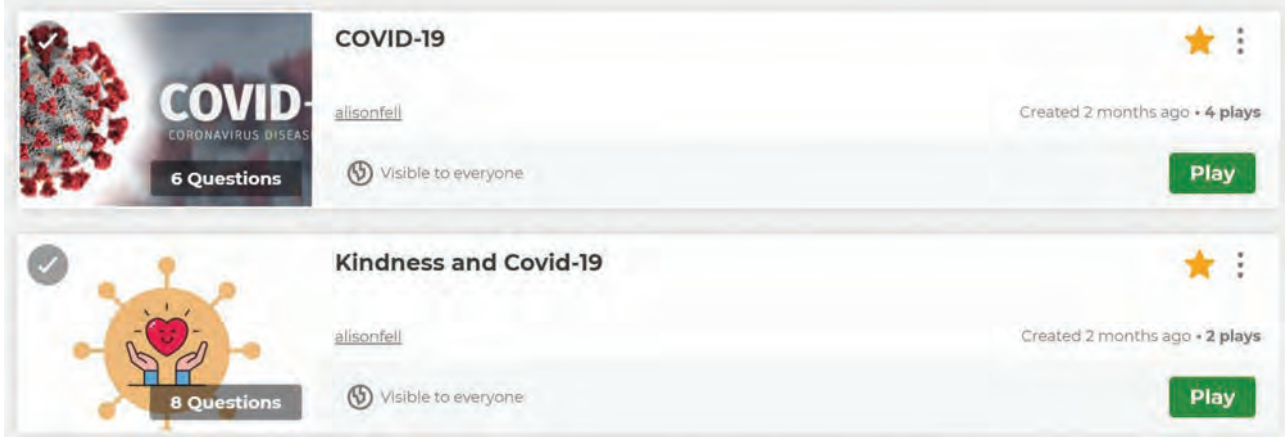 COVID-19
COVID-
CORONAVIRUS DISEAS
6 Questions
alisonfell
Created 2 months ago • 4 plays
Visible to everyone
Play
Kindness and Covid-19
8 Questions
alisonfell
Created 2 months ago • 2 plays
Visible to everyone
Play